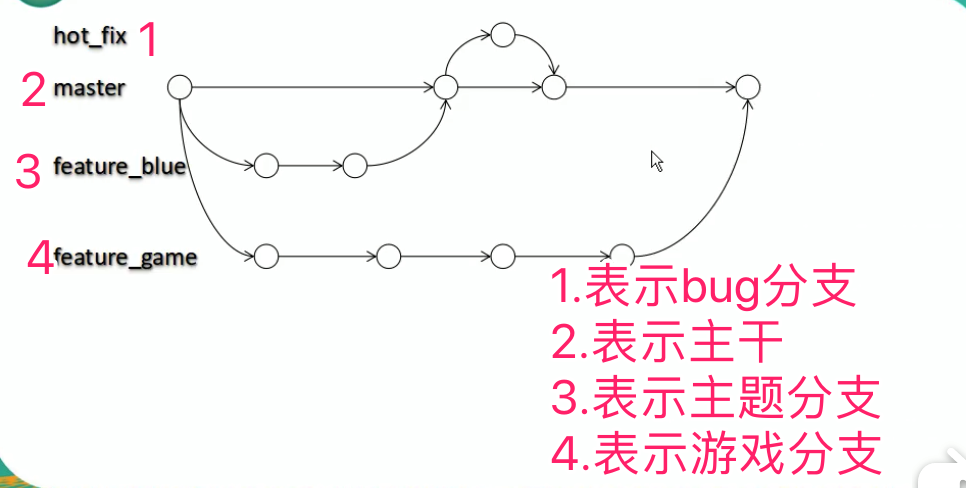 hot_fix 1
2 master
3 feature_blue
4 feature_game
1.表示bug分支
2.表示主干
3.表示主题分支
4.表示游戏分支